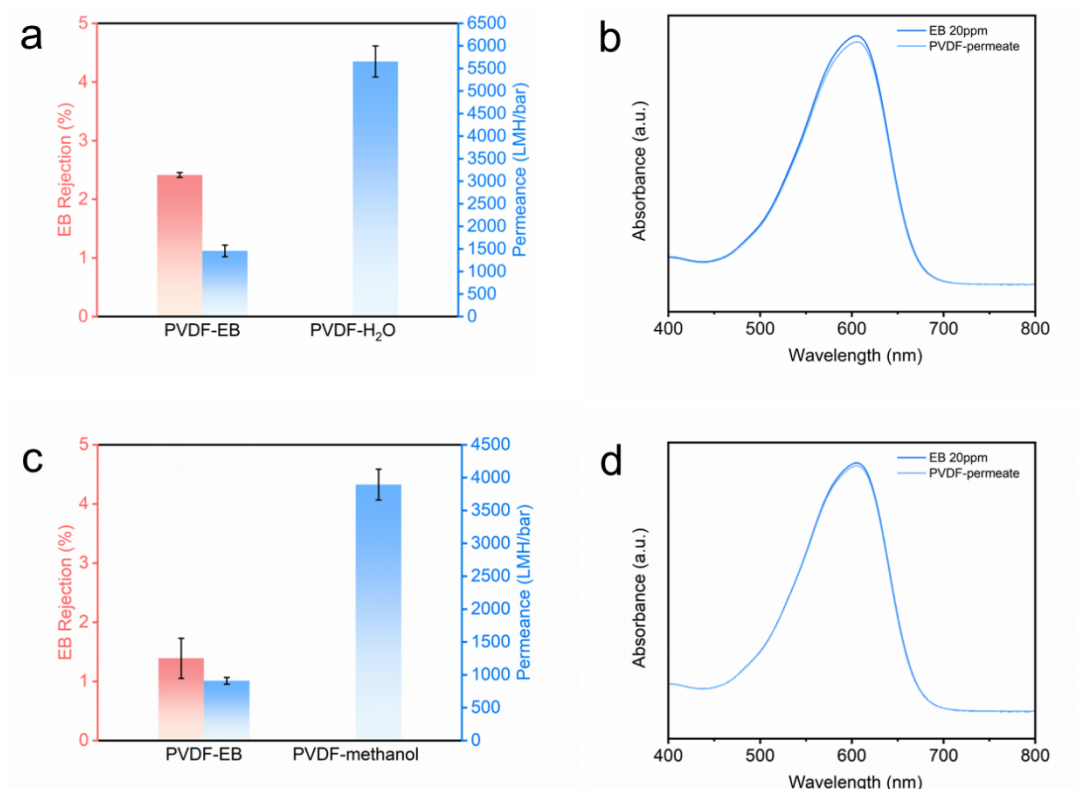 a
EB Rejection (%)
5
4
3
2
1
0
6500
6000
5500
5000
4500
4000
3500
3000
2500
2000
1500
1000
500
0
Permeance (LMH/bar)
PVDF-EB
PVDF-H₂O
b
Absorbance (a.u.)
EB 20ppm
PVDF-permeate
400 500 600 700 800
Wavelength (nm)
c
EB Rejection (%)
5
4
3
2
1
0
4500
4000
3500
3000
2500
2000
1500
1000
500
0
Permeance (LMH/bar)
PVDF-EB
PVDF-methanol
d
Absorbance (a.u.)
EB 20ppm
PVDF-permeate
400 500 600 700 800
Wavelength (nm)